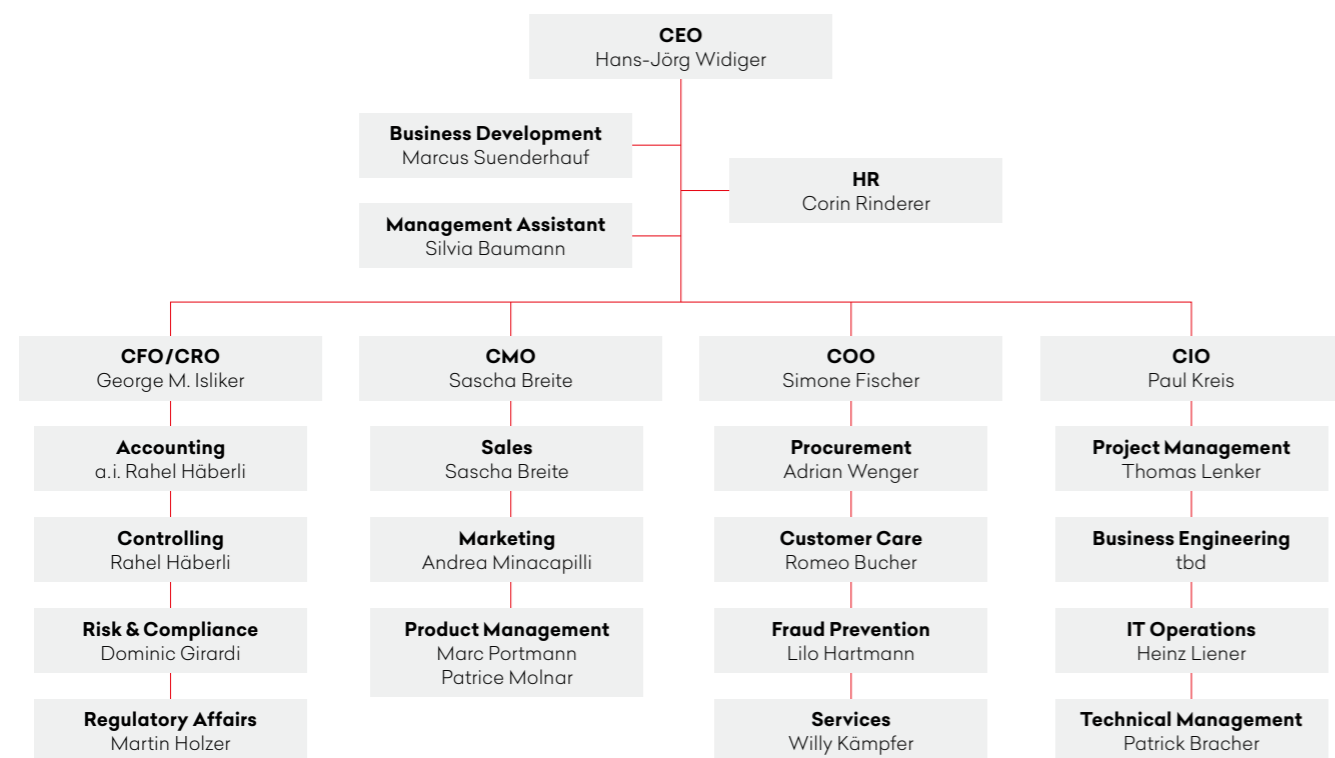 CEO
Hans-Jörg Widiger
Business Development
Marcus Suenderhauf
HR
Corin Rinderer
Management Assistant
Silvia Baumann
CFO/CRO
George M. Isliker
Accounting
a.i. Rahel Häberli
Controlling
Rahel Häberli
Risk & Compliance
Dominic Girardi
Regulatory Affairs
Martin Holzer
CMO
Sascha Breite
Sales
Sascha Breite
Marketing
Andrea Minacapilli
Product Management
Marc Portmann
Patrice Molnar
COO
Simone Fischer
Procurement
Adrian Wenger
Customer Care
Romeo Bucher
Fraud Prevention
Lilo Hartmann
Services
Willy Kämpfer
CIO
Paul Kreis
Project Management
Thomas Lenker
Business Engineering
tbd
IT Operations
Heinz Liener
Technical Management
Patrick Bracher